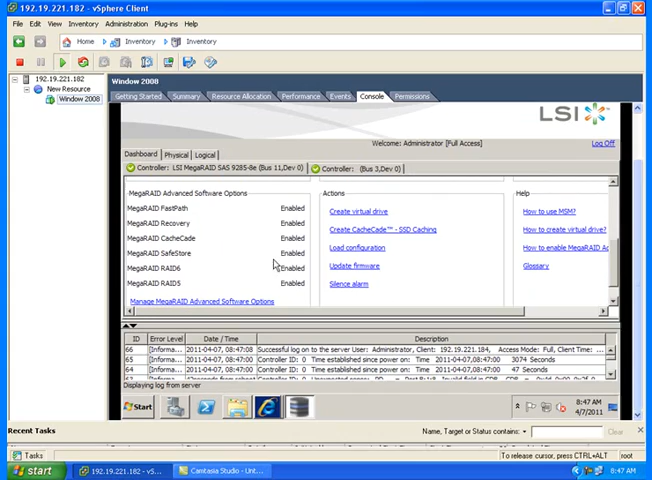 192.19.221.182 - vSphere Client
File Edit View Inventory Administration Plug-ins Help
Home Inventory Inventory
192.19.221.182
New Resource
Window 2008
Window 2008
Getting Started Summary Resource Allocation Performance Events Console Permissions
LSI
Welcome: Administrator [Full Access] Log Off
Dashboard Physical Logical
Controller: LSI MegaRAID SAS 9285-8e (Bus 11,Dev 0) Controller: (Bus 3,Dev 0)
MegaRAID Advanced Software Options
MegaRAID FastPath Enabled
MegaRAID Recovery Enabled
MegaRAID CacheCade Enabled
MegaRAID SafeStore Enabled
MegaRAID RAID6 Enabled
MegaRAID RAID5 Enabled
Manage MegaRAID Advanced Software Options
Actions
Create virtual drive
Create CacheCade™ - SSD Caching
Load configuration
Update firmware
Silence alarm
Help
How to use MSM?
How to create virtual drive?
How to enable MegaRAID Ac
Glossary
ID Error Level Date / Time Description
66 [Informa... 2011-04-07, 08:47:08 Successful log on to the server User: Administrator, Client: 192.19.221.184, Access Mode: Full, Client Time: ...
65 [Informa... 2011-04-07, 08:47:00 Controller ID: 0 Time established since power on: Time 2011-04-07,08:47:00 3074 Seconds
64 [Informa... 2011-04-07, 08:47:00 Controller ID: 0 Time established since power on: Time 2011-04-07,08:47:00 47 Seconds
Displaying log from server
Start
8:47 AM
4/7/2011
Recent Tasks
Name, Target or Status contains: Clear
Tasks To release cursor, press CTRL+ALT root
start 192.19.221.182 - vS... Camtasia Studio - Unt... 8:47 AM